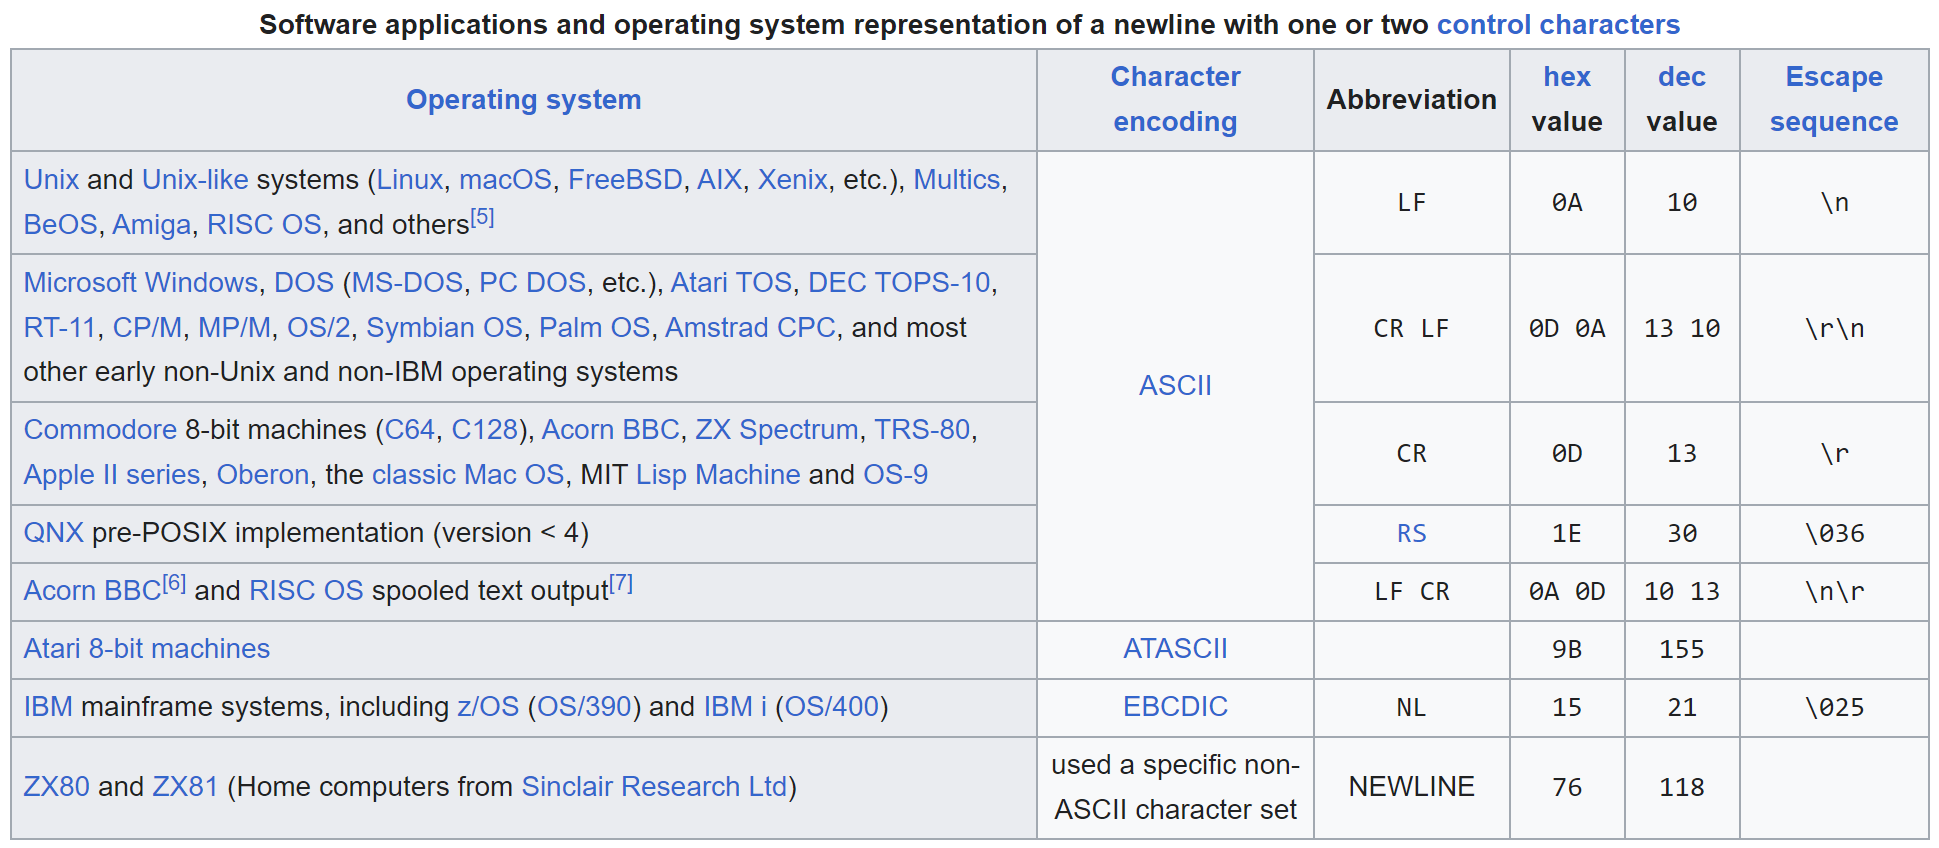 Software applications and operating system representation of a newline with one or two control characters
Operating system
Character
encoding
Abbreviation
hex
value
dec
value
Escape
sequence
Unix and Unix-like systems (Linux, macOS, FreeBSD, AIX, Xenix, etc.), Multics,
BeOS, Amiga, RISC OS, and others[5]
ASCII
LF
0A
10
\n
Microsoft Windows, DOS (MS-DOS, PC DOS, etc.), Atari TOS, DEC TOPS-10,
RT-11, CP/M, MP/M, OS/2, Symbian OS, Palm OS, Amstrad CPC, and most
other early non-Unix and non-IBM operating systems
CR LF
0D 0A
13 10
\r\n
Commodore 8-bit machines (C64, C128), Acorn BBC, ZX Spectrum, TRS-80,
Apple II series, Oberon, the classic Mac OS, MIT Lisp Machine and OS-9
CR
0D
13
\r
QNX pre-POSIX implementation (version < 4)
RS
1E
30
\036
Acorn BBC[6] and RISC OS spooled text output[7]
LF CR
0A 0D
10 13
\n\r
Atari 8-bit machines
ATASCII
9B
155
IBM mainframe systems, including z/OS (OS/390) and IBM i (OS/400)
EBCDIC
NL
15
21
\025
ZX80 and ZX81 (Home computers from Sinclair Research Ltd)
used a specific non-
ASCII character set
NEWLINE
76
118